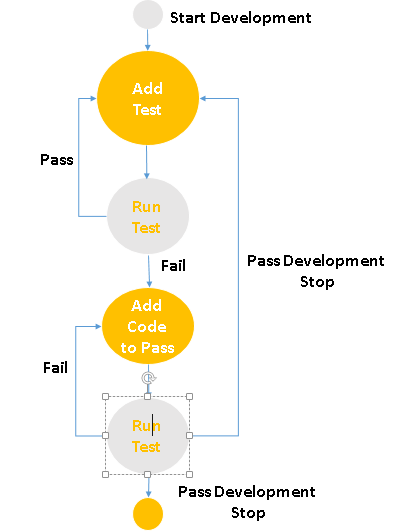 Start Development
Add
Test
Pass
Run
Test
Fail
Pass Development
Stop
Add
Code
to Pass
Fail
Run
Test
Pass Development
Stop